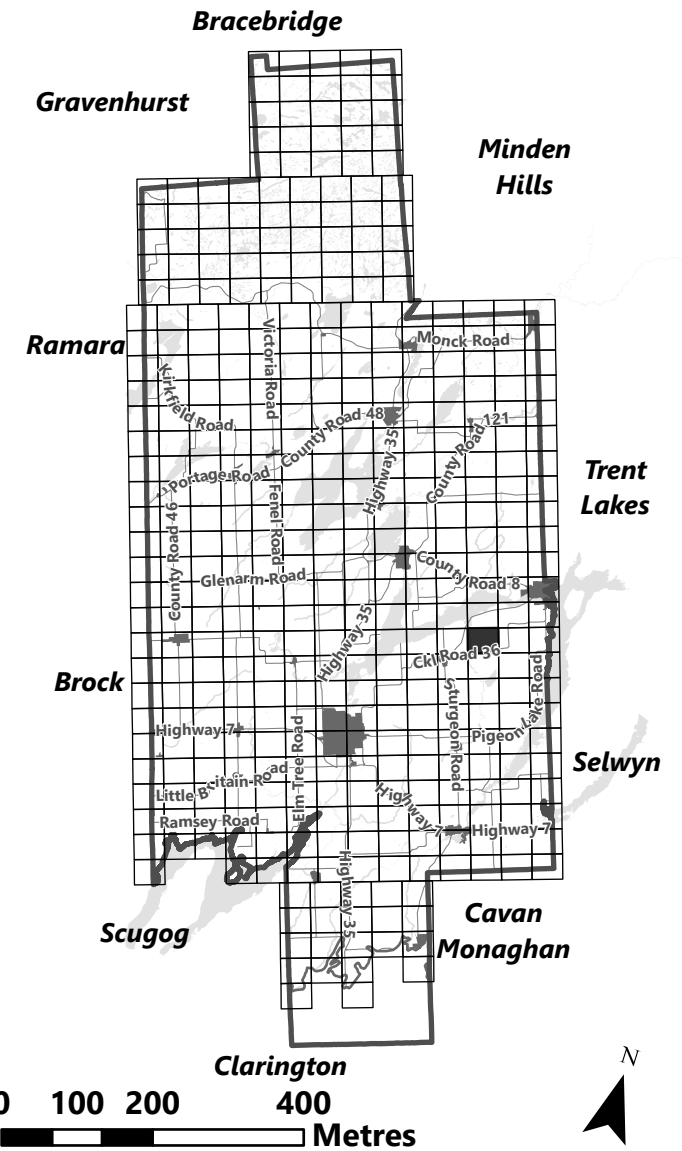 Bracebridge
Gravenhurst
Minden
Hills
Ramara
Monck Road
Victoria Road
Kirkfield Road
County Road 48
County Road 121
Highway 35
Portage Road
Trent
Lakes
County Road 46
Fenel Road
Glenarm Road
County Road 8
Highway 35
Ckl Road 36
Brock
Sturgeon Road
Pigeon Lake Road
Highway 7
Elm Tree Road
Selwyn
Little Britain Road
Highway 7
Ramsey Road
Highway 7
Highway 35
Scugog
Cavan
Monaghan
Clarington
N
0 100 200 400
Metres